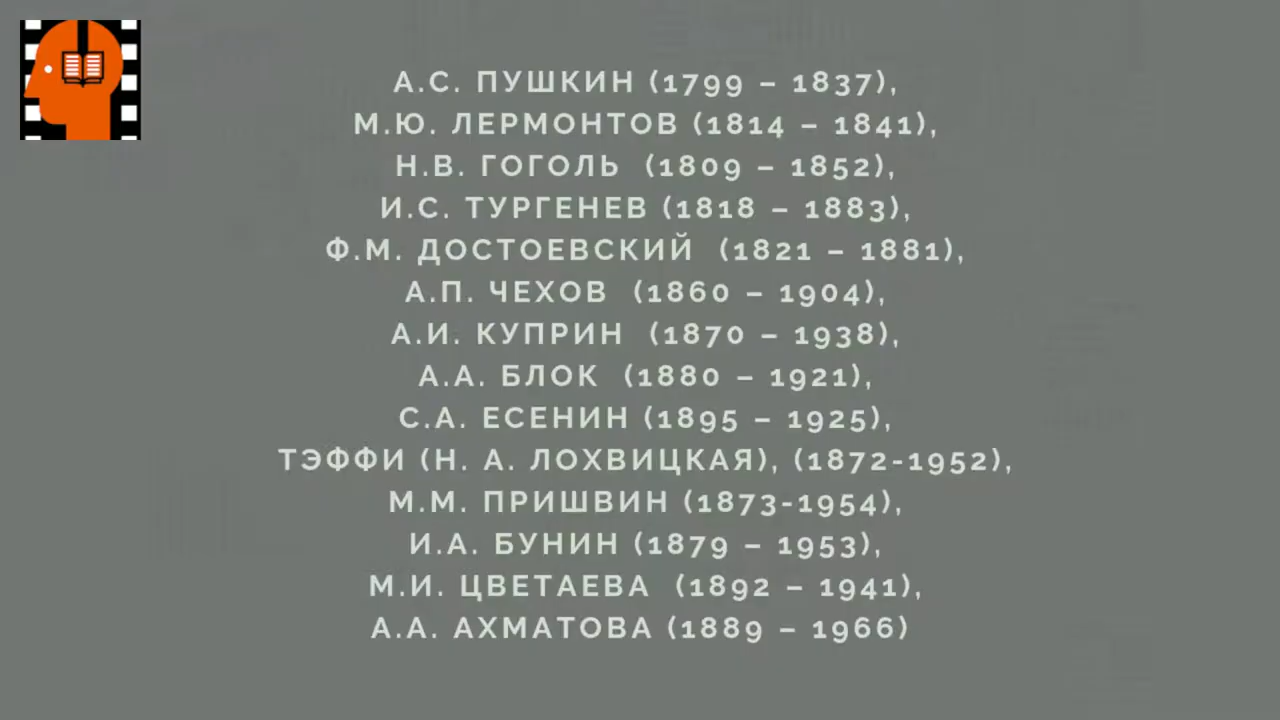 А.С. ПУШКИН (1799 – 1837),
М.Ю. ЛЕРМОНТОВ (1814 – 1841),
Н.В. ГОГОЛЬ (1809 – 1852),
И.С. ТУРГЕНЕВ (1818 – 1883),
Ф.М. ДОСТОЕВСКИЙ (1821 – 1881),
А.П. ЧЕХОВ (1860 – 1904),
А.И. КУПРИН (1870 – 1938),
А.А. БЛОК (1880 – 1921),
С.А. ЕСЕНИН (1895 – 1925),
ТЭФФИ (Н. А. ЛОХВИЦКАЯ), (1872-1952),
М.М. ПРИШВИН (1873-1954),
И.А. БУНИН (1879 – 1953),
М.И. ЦВЕТАЕВА (1892 – 1941),
А.А. АХМАТОВА (1889 – 1966)